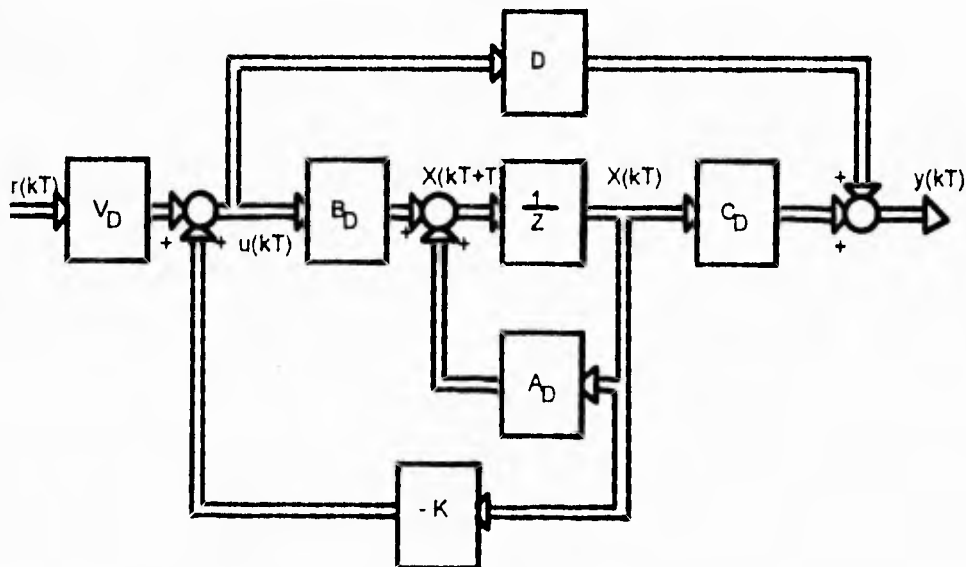 D
r(kT)
V_D
+
+
u(kT)
B_D
X(kT+T
+
+
1/Z
X(kT)
C_D
+
+
y(kT)
A_D
- K